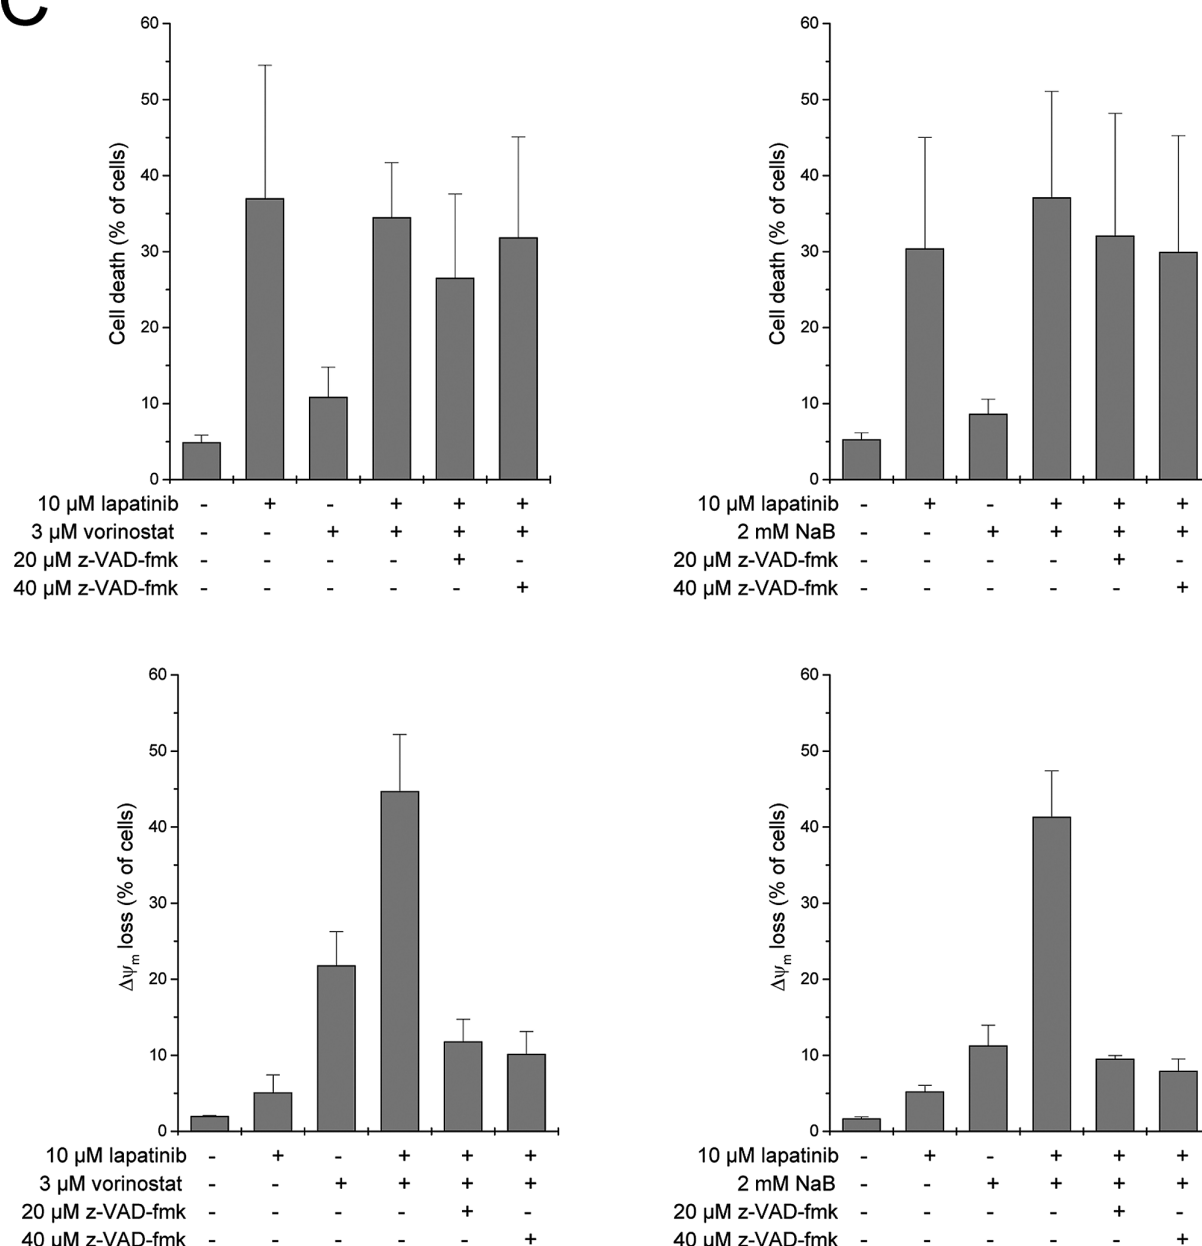 C
60
50
40
30
20
10
0
Cell death (% of cells)
10 µM lapatinib - + - + + +
3 µM vorinostat - - + + + +
20 µM z-VAD-fmk - - - - + -
40 µM z-VAD-fmk - - - - - +
60
50
40
30
20
10
0
Cell death (% of cells)
10 µM lapatinib - + - + + +
2 mM NaB - - + + + +
20 µM z-VAD-fmk - - - - + -
40 µM z-VAD-fmk - - - - - +
60
50
40
30
20
10
0
Δψm loss (% of cells)
10 µM lapatinib - + - + + +
3 µM vorinostat - - + + + +
20 µM z-VAD-fmk - - - - + -
40 µM z-VAD-fmk - - - - - +
60
50
40
30
20
10
0
Δψm loss (% of cells)
10 µM lapatinib - + - + + +
2 mM NaB - - + + + +
20 µM z-VAD-fmk - - - - + -
40 µM z-VAD-fmk - - - - - +